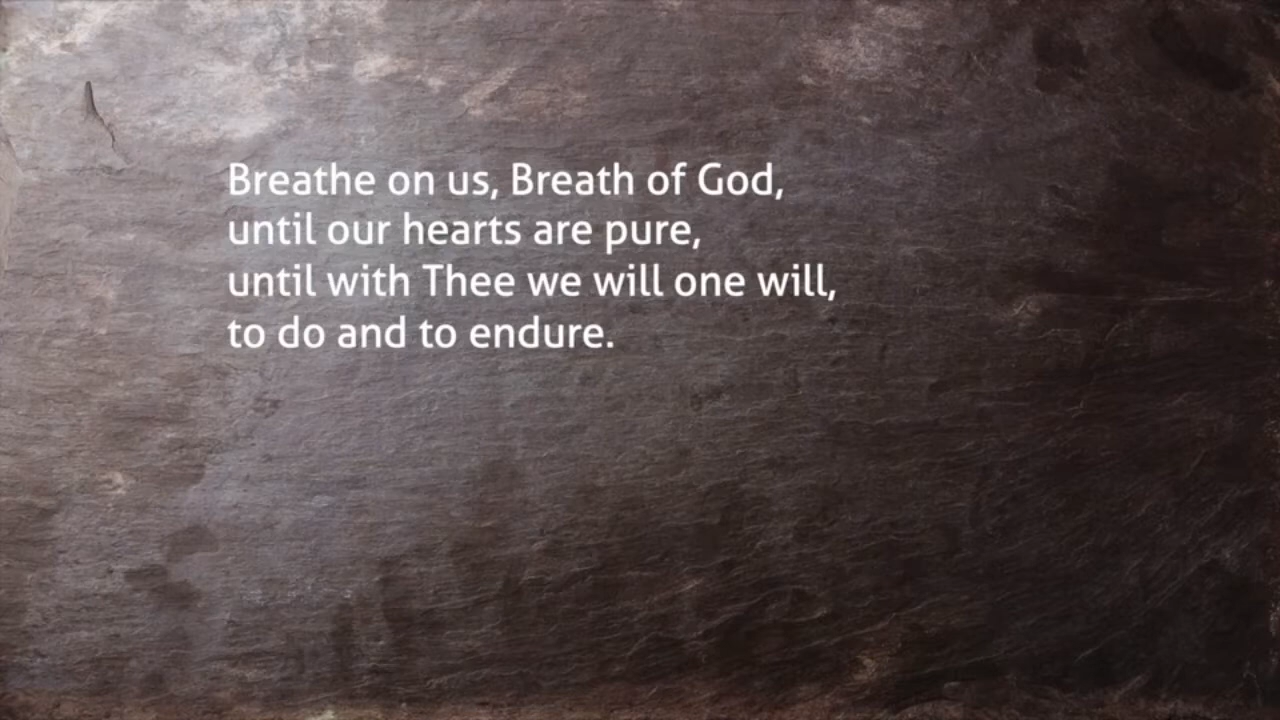 Breathe on us, Breath of God,
until our hearts are pure,
until with Thee we will one will,
to do and to endure.